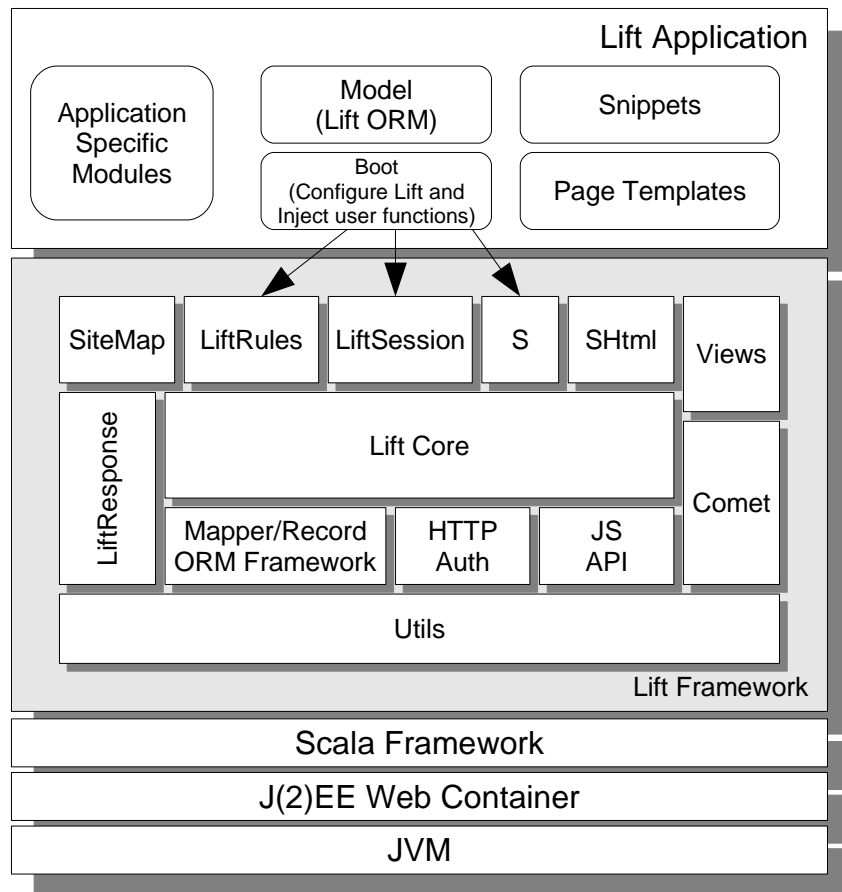 Lift Application
Application
Specific
Modules
Model
(Lift ORM)
Snippets
Boot
(Configure Lift and
Inject user functions)
Page Templates
SiteMap
LiftRules
LiftSession
S
SHtml
Views
LiftResponse
Lift Core
Comet
Mapper/Record
ORM Framework
HTTP
Auth
JS
API
Utils
Lift Framework
Scala Framework
J(2)EE Web Container
JVM